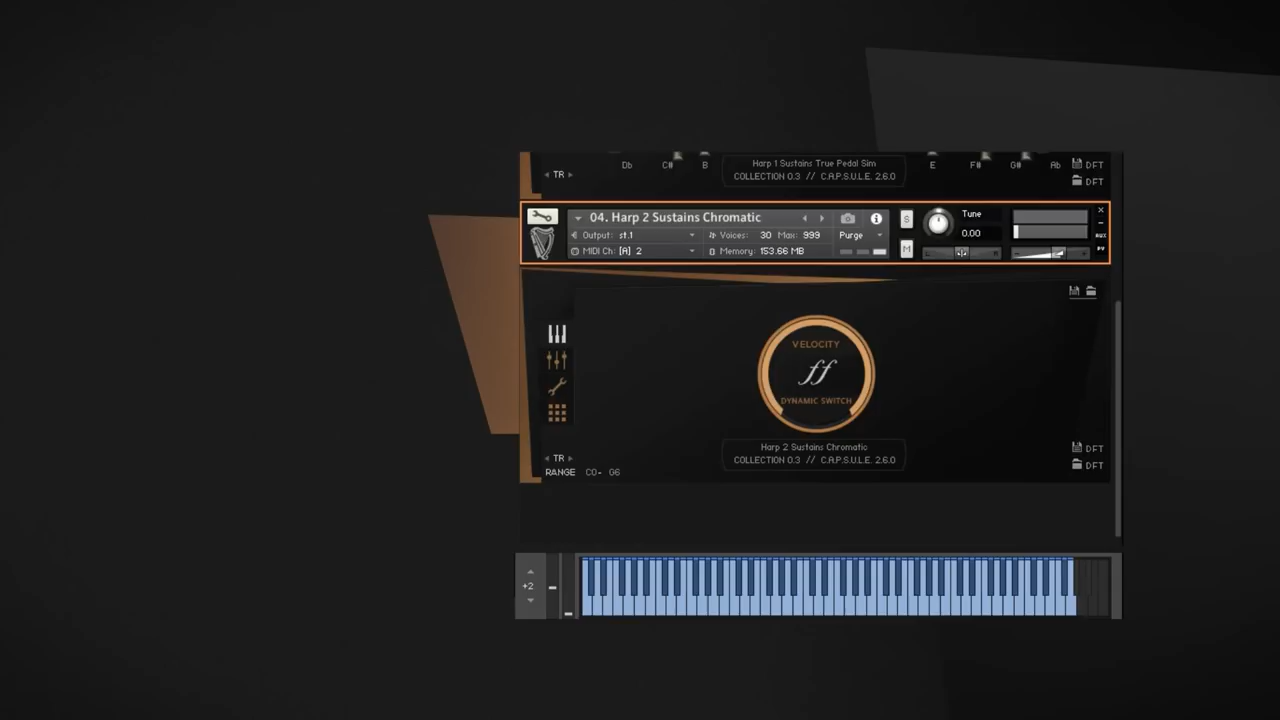 Db C# B E F# G# Ab
Harp 1 Sustains True Pedal Sim
COLLECTION 0.3 // C.A.P.S.U.L.E. 2.6.0
TR
DFT
DFT
04. Harp 2 Sustains Chromatic
Output: st.1
Voices: 30 Max: 999
Purge
MIDI Ch: [A] 2
Memory: 153.66 MB
S
M
Tune
0.00
L R
AUX
PV
VELOCITY
ff
DYNAMIC SWITCH
Harp 2 Sustains Chromatic
COLLECTION 0.3 // C.A.P.S.U.L.E. 2.6.0
TR
RANGE C0- G6
DFT
DFT
+2